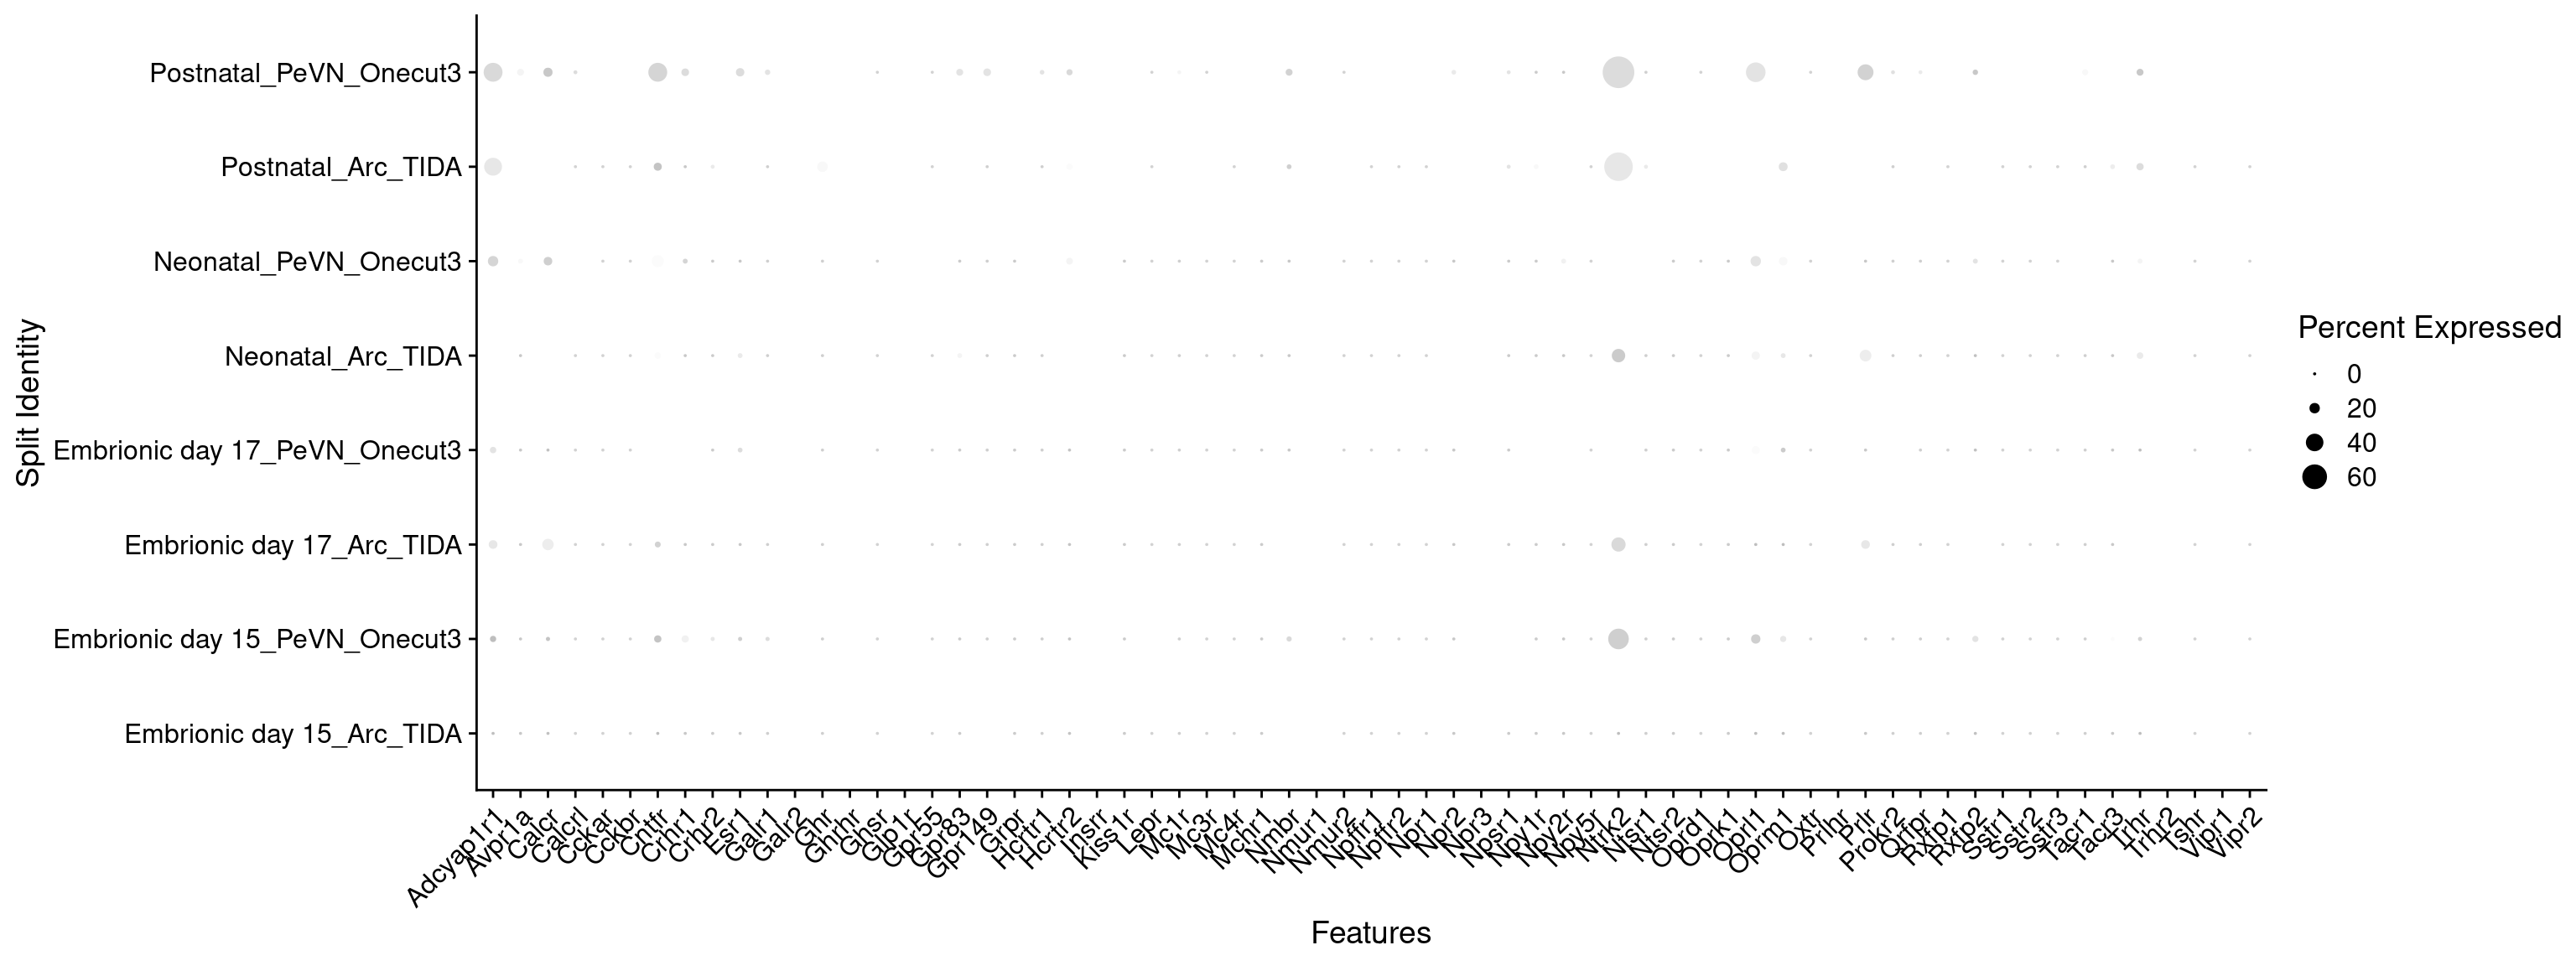 Postnatal_PeVN_Onecut3
Postnatal_Arc_TIDA
Neonatal_PeVN_Onecut3
Neonatal_Arc_TIDA
Embrionic day 17_PeVN_Onecut3
Embrionic day 17_Arc_TIDA
Embrionic day 15_PeVN_Onecut3
Embrionic day 15_Arc_TIDA
Split Identity
Adcyap1r1
Avpr1a
Calcr
Calcrl
Cckar
Cckbr
Cntfr
Crhr1
Crhr2
Esr1
Galr1
Galr2
Ghr
Ghrhr
Ghsr
Glp1r
Gpr55
Gpr83
Gpr149
Grpr
Hcrtr1
Hcrtr2
Insrr
Kiss1r
Lepr
Mc1r
Mc3r
Mc4r
Mchr1
Nmbr
Nmur1
Nmur2
Npffr1
Npffr2
Npr1
Npr2
Npr3
Npsr1
Npy1r
Npy2r
Npy5r
Ntrk2
Ntsr1
Ntsr2
Oprd1
Oprk1
Oprl1
Oprm1
Oxtr
Prlhr
Prlr
Prokr2
Qrfpr
Rxfp1
Rxfp2
Sstr1
Sstr2
Sstr3
Tacr1
Tacr3
Trhr
Trhr2
Tshr
Vipr1
Vipr2
Features
Percent Expressed
0
20
40
60